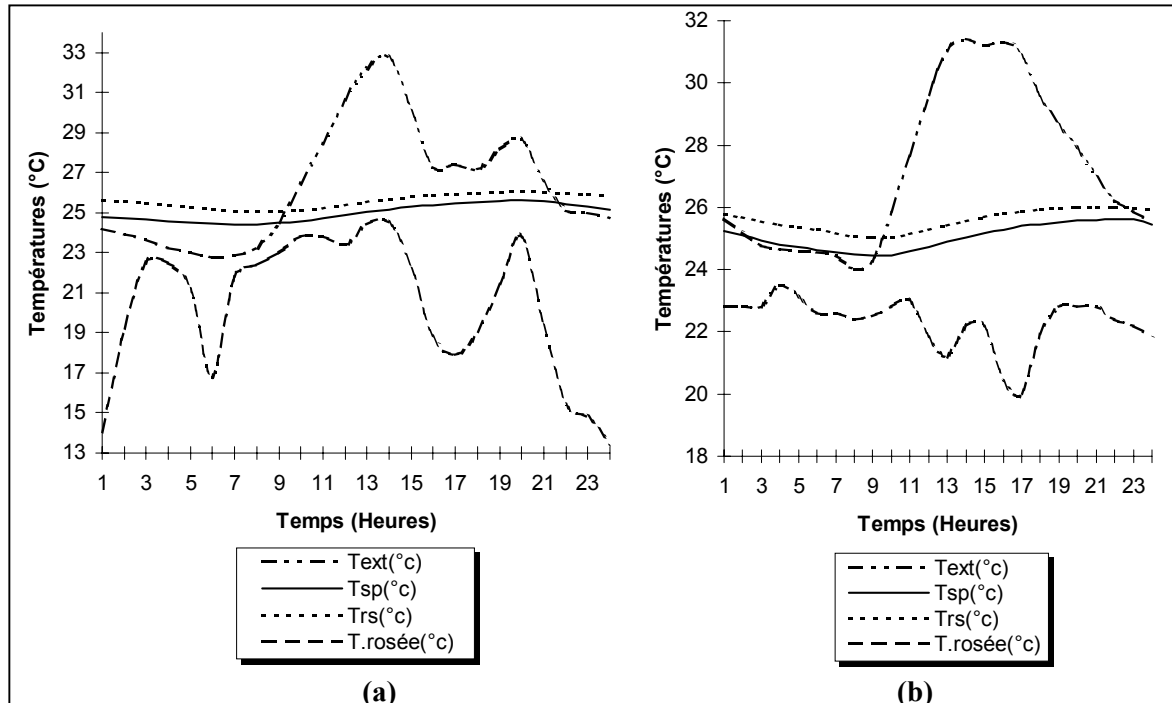 33
31
29
27
25
23
21
19
17
15
13
Températures (°C)
1 3 5 7 9 11 13 15 17 19 21 23
Temps (Heures)
Text(°c)
Tsp(°c)
Trs(°c)
T.rosée(°c)
(a)
32
30
28
26
24
22
20
18
Températures (°C)
1 3 5 7 9 11 13 15 17 19 21 23
Temps (Heures)
Text(°c)
Tsp(°c)
Trs(°c)
T.rosée(°c)
(b)